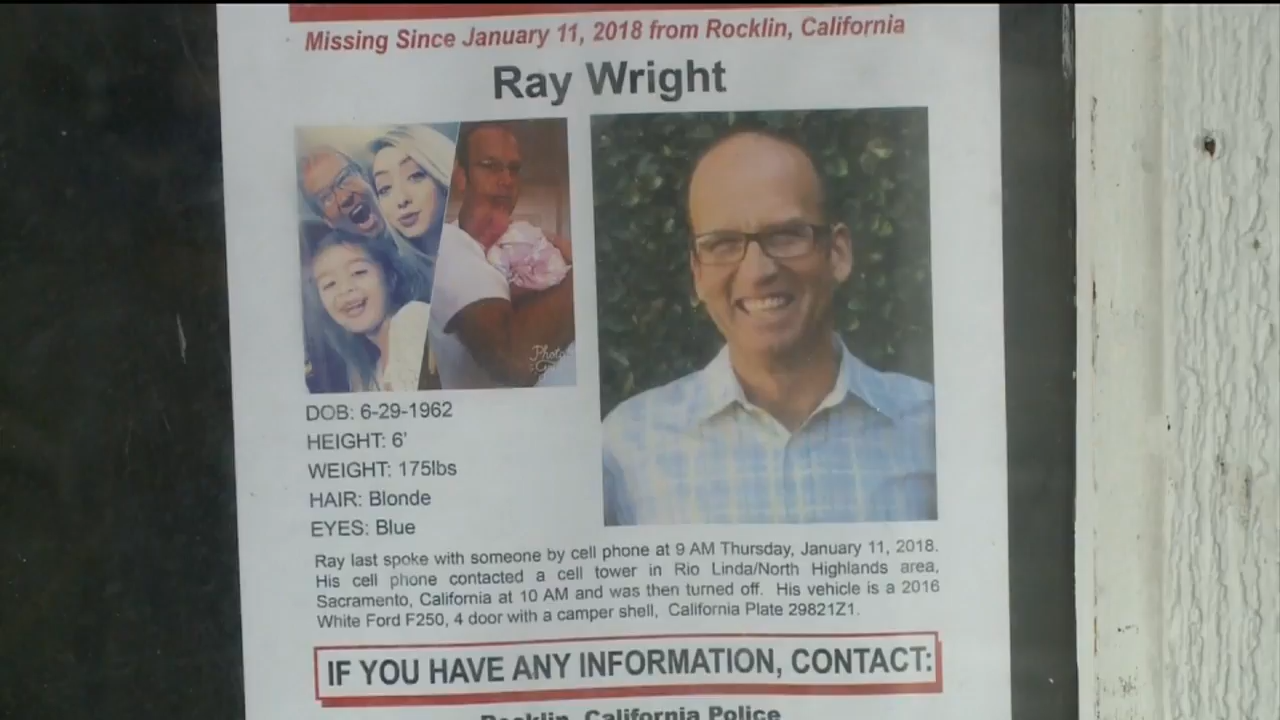 Missing Since January 11, 2018 from Rocklin, California
Ray Wright
DOB: 6-29-1962
HEIGHT: 6'
WEIGHT: 175lbs
HAIR: Blonde
EYES: Blue
Ray last spoke with someone by cell phone at 9 AM Thursday, January 11, 2018.
His cell phone contacted a cell tower in Rio Linda/North Highlands area,
Sacramento, California at 10 AM and was then turned off. His vehicle is a 2016
White Ford F250, 4 door with a camper shell, California Plate 29821Z1.
IF YOU HAVE ANY INFORMATION, CONTACT:
Rocklin, California Police